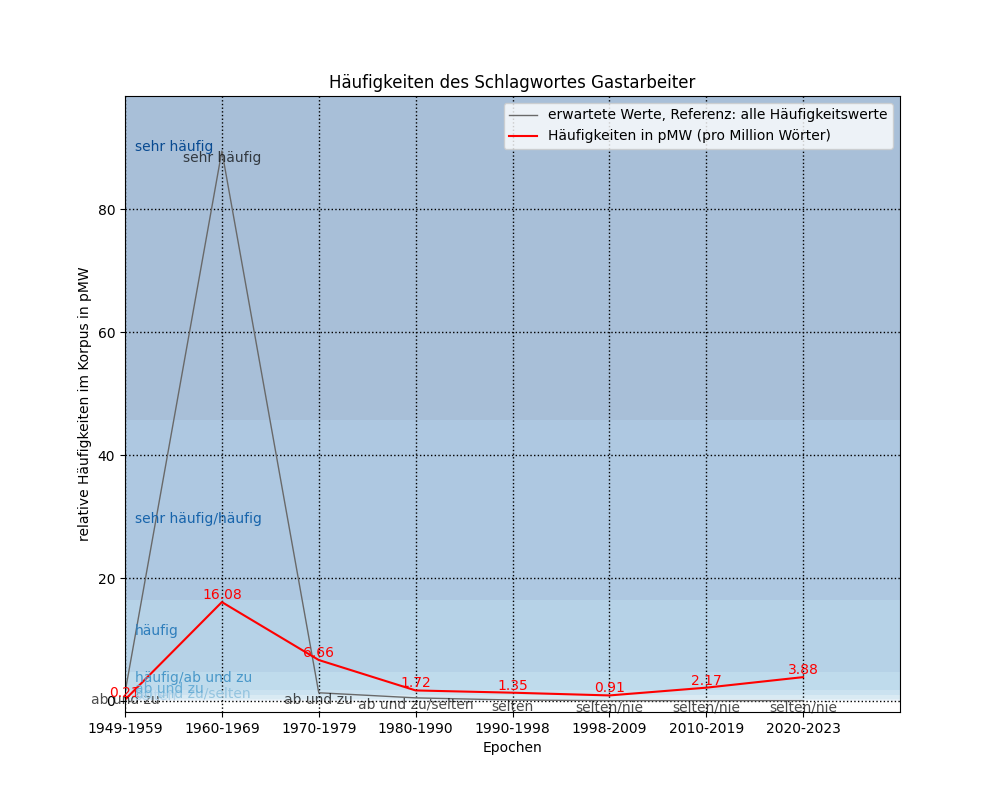 Häufigkeiten des Schlagwortes Gastarbeiter
erwartete Werte, Referenz: alle Häufigkeitswerte
Häufigkeiten in pMW (pro Million Wörter)
relative Häufigkeiten im Korpus in pMW
80
60
40
20
0
sehr häufig
sehr häufig
sehr häufig/häufig
häufig
häufig/ab und zu
ab und zu
ab und zu/selten
0.21
16.08
6.66
1.72
1.35
0.91
2.17
3.88
ab und zu
ab und zu
ab und zu/selten
selten
selten/nie
selten/nie
selten/nie
1949-1959
1960-1969
1970-1979
1980-1990
1990-1998
1998-2009
2010-2019
2020-2023
Epochen